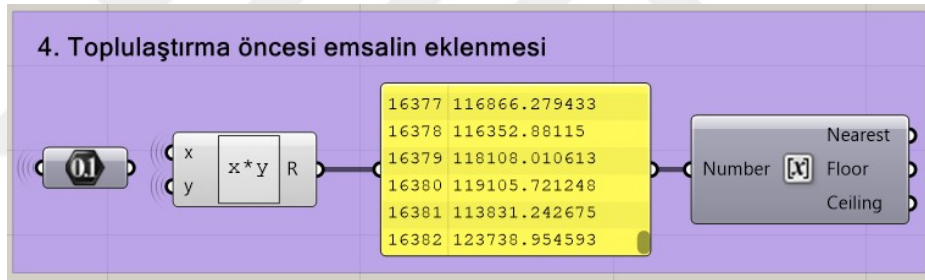 4. Toplulaştırma öncesi emsalin eklenmesi
0.1
x
y
x*y
R
16377 116866.279433
16378 116352.88115
16379 118108.010613
16380 119105.721248
16381 113831.242675
16382 123738.954593
Number
[x]
Nearest
Floor
Ceiling